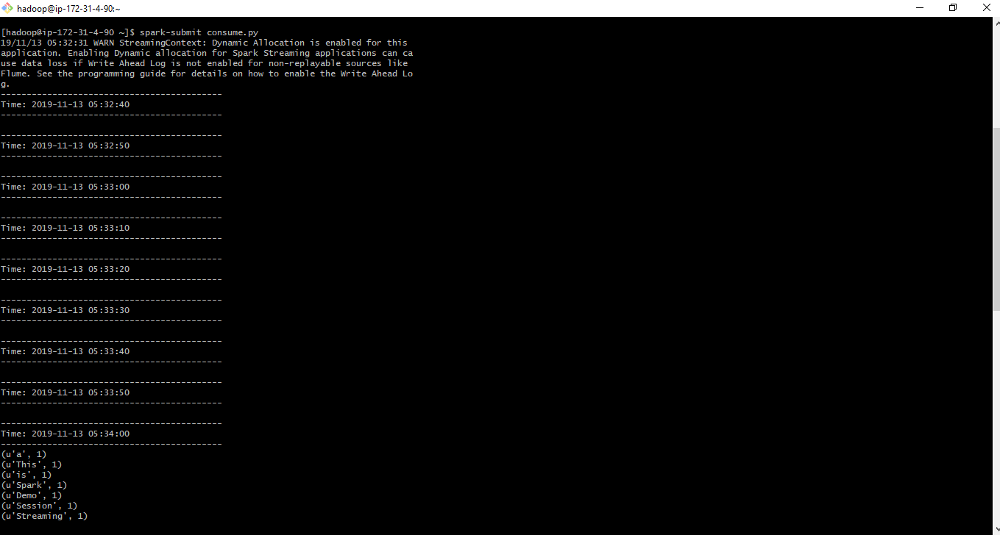 hadoop@ip-172-31-4-90:~
[hadoop@ip-172-31-4-90 ~]$ spark-submit consume.py
19/11/13 05:32:31 WARN StreamingContext: Dynamic Allocation is enabled for this
application. Enabling Dynamic allocation for Spark Streaming applications can ca
use data loss if Write Ahead Log is not enabled for non-replayable sources like
Flume. See the programming guide for details on how to enable the Write Ahead Lo
g.
-------------------------------------------
Time: 2019-11-13 05:32:40
-------------------------------------------
-------------------------------------------
Time: 2019-11-13 05:32:50
-------------------------------------------
-------------------------------------------
Time: 2019-11-13 05:33:00
-------------------------------------------
-------------------------------------------
Time: 2019-11-13 05:33:10
-------------------------------------------
-------------------------------------------
Time: 2019-11-13 05:33:20
-------------------------------------------
-------------------------------------------
Time: 2019-11-13 05:33:30
-------------------------------------------
-------------------------------------------
Time: 2019-11-13 05:33:40
-------------------------------------------
-------------------------------------------
Time: 2019-11-13 05:33:50
-------------------------------------------
-------------------------------------------
Time: 2019-11-13 05:34:00
-------------------------------------------
(u'a', 1)
(u'This', 1)
(u'is', 1)
(u'Spark', 1)
(u'Demo', 1)
(u'Session', 1)
(u'Streaming', 1)